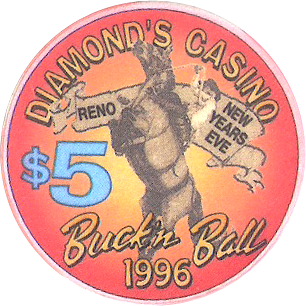 DIAMOND'S CASINO
RENO
NEW
YEARS
EVE
$5
Buck'n Ball
1996